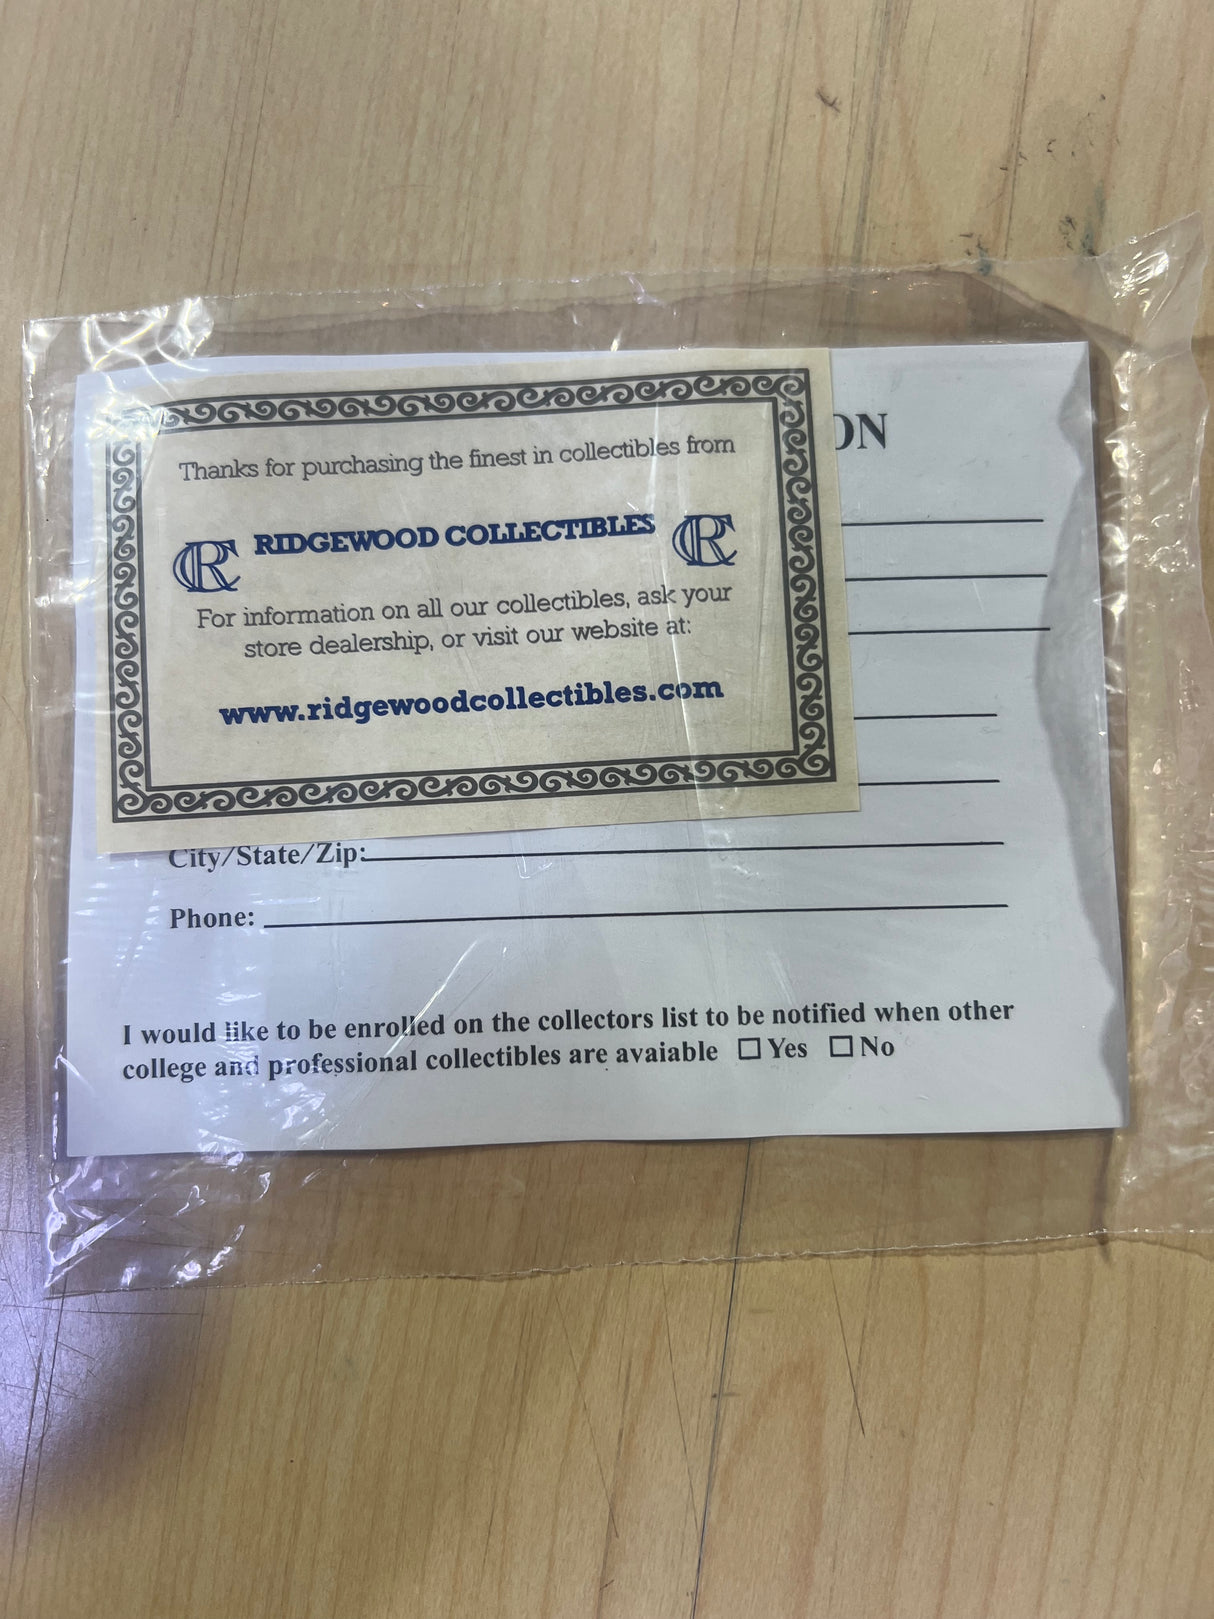 Thanks for purchasing the finest in collectibles from
CR RIDGEWOOD COLLECTIBLES CR
For information on all our collectibles, ask your
store dealership, or visit our website at:
www.ridgewoodcollectibles.com
ON
City/State/Zip:
Phone:
I would like to be enrolled on the collectors list to be notified when other
college and professional collectibles are avaiable ☐ Yes ☐ No